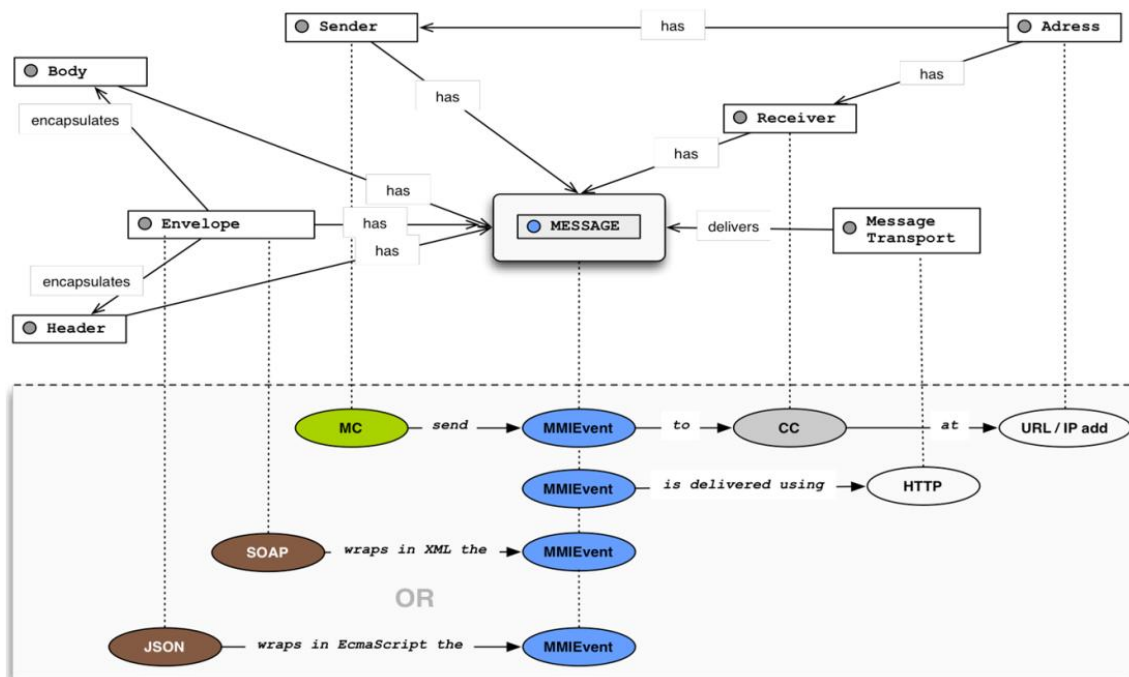 Sender
has
Adress
Body
has
has
Receiver
encapsulates
has
has
Envelope
has
MESSAGE
delivers
Message
Transport
has
encapsulates
Header
MC
send
MMIEvent
to
CC
at
URL / IP add
MMIEvent
is delivered using
HTTP
SOAP
wraps in XML the
MMIEvent
OR
JSON
wraps in EcmaScript the
MMIEvent